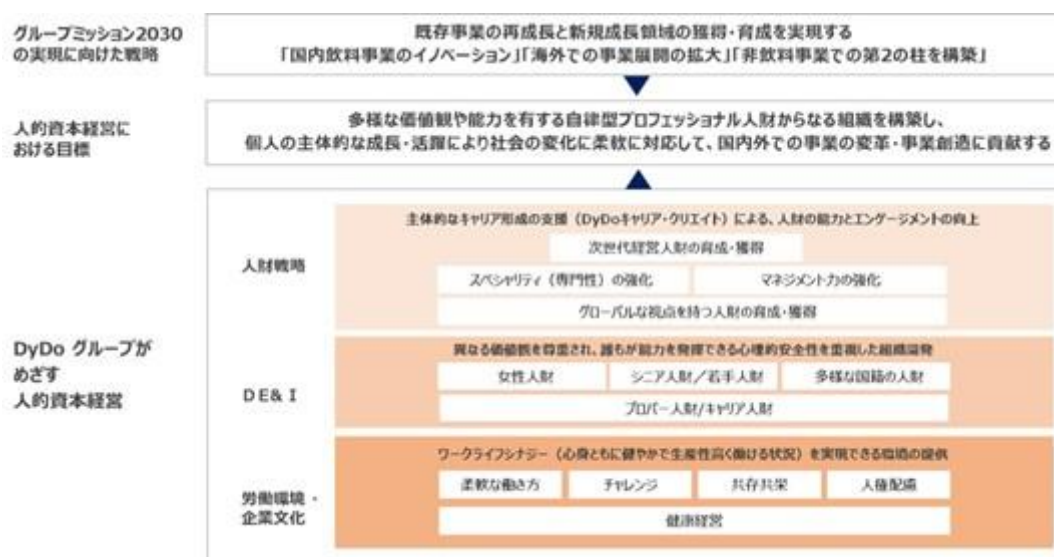 グループミッション2030
の実現に向けた戦略
既存事業の再成長と新規成長領域の獲得・育成を実現する
「国内飲料事業のイノベーション」「海外での事業展開の拡大」「非飲料事業での第2の柱を構築」
人的資本経営に
おける目標
多様な価値観や能力を有する自律型プロフェッショナル人財からなる組織を構築し、
個人の主体的な成長・活躍により社会の変化に柔軟に対応して、国内外での事業の変革・事業創造に貢献する
DyDo グループが
めざす
人的資本経営
人財戦略
主体的なキャリア形成の支援（DyDoキャリア・クリエイト）による、人財の能力とエンゲージメントの向上
次世代経営人財の育成・獲得
スペシャリティ（専門性）の強化
マネジメント力の強化
グローバルな視点を持つ人財の育成・獲得
DE&I
異なる価値観を尊重され、誰もが能力を発揮できる心理的安全性を重視した組織開発
女性人財
シニア人財／若手人財
多様な国籍の人財
プロパー人財/キャリア人財
労働環境・
企業文化
ワークライフシナジー（心身ともに健やかで生産性高く働ける状況）を実現できる環境の提供
柔軟な働き方
チャレンジ
共存共栄
人権配慮
健康経営